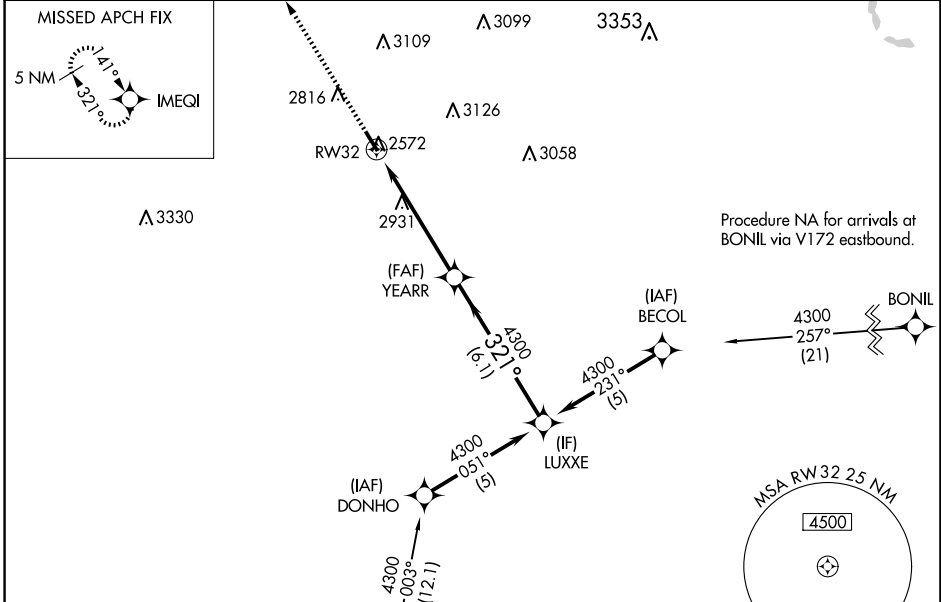 MISSED APCH FIX
5 NM
141°
321°
IMEQI
3109
3099
3353
2816
3126
RW32
2572
3058
3330
2931
Procedure NA for arrivals at
BONIL via V172 eastbound.
(FAF)
YEARR
(IAF)
BECOL
BONIL
4300
257°
(21)
4300
321°
(6.1)
4300
231°
(5)
(IF)
LUXXE
4300
051°
(5)
(IAF)
DONHO
4300
003°
(12.1)
MSA RW32 25 NM
4500